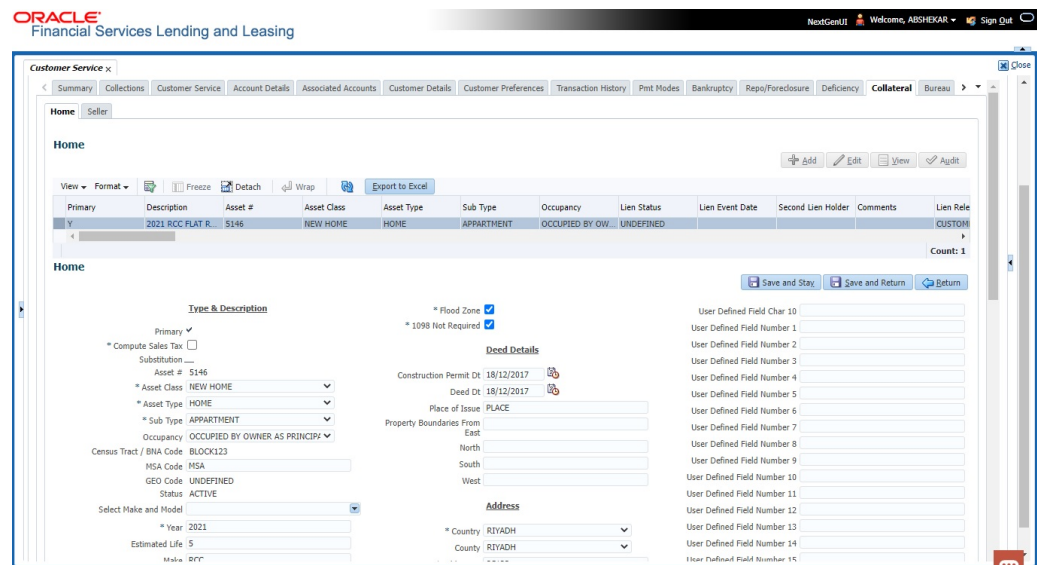 ORACLE
Financial Services Lending and Leasing
NextGenUI Welcome, ABSHEKAR Sign Out
Customer Service x Close
Summary Collections Customer Service Account Details Associated Accounts Customer Details Customer Preferences Transaction History Pmt Modes Bankruptcy Repo/Foreclosure Deficiency Collateral Bureau
Home Seller
Home
Add Edit View Audit
View Format Freeze Detach Wrap Export to Excel
Primary Description Asset # Asset Class Asset Type Sub Type Occupancy Lien Status Lien Event Date Second Lien Holder Comments Lien Rele
Y 2021 RCC FLAT R... 5146 NEW HOME HOME APPARTMENT OCCUPIED BY OW... UNDEFINED CUSTOM
Count: 1
Home
Save and Stay Save and Return Return
Type & Description
Primary
* Compute Sales Tax
Substitution
Asset # 5146
* Asset Class NEW HOME
* Asset Type HOME
* Sub Type APPARTMENT
Occupancy OCCUPIED BY OWNER AS PRINCIPA
Census Tract / BNA Code BLOCK123
MSA Code MSA
GEO Code UNDEFINED
Status ACTIVE
Select Make and Model
* Year 2021
Estimated Life 5
Make RCC
* Flood Zone
* 1098 Not Required
Deed Details
Construction Permit Dt 18/12/2017
Deed Dt 18/12/2017
Place of Issue PLACE
Property Boundaries From
East
North
South
West
Address
* Country RIYADH
County RIYADH
User Defined Field Char 10
User Defined Field Number 1
User Defined Field Number 2
User Defined Field Number 3
User Defined Field Number 4
User Defined Field Number 5
User Defined Field Number 6
User Defined Field Number 7
User Defined Field Number 8
User Defined Field Number 9
User Defined Field Number 10
User Defined Field Number 11
User Defined Field Number 12
User Defined Field Number 13
User Defined Field Number 14
User Defined Field Number 15